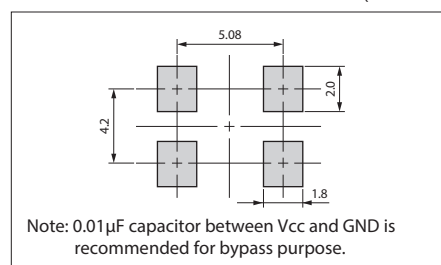 5.08
4.2
2.0
1.8
Note: 0.01µF capacitor between Vcc and GND is
recommended for bypass purpose.